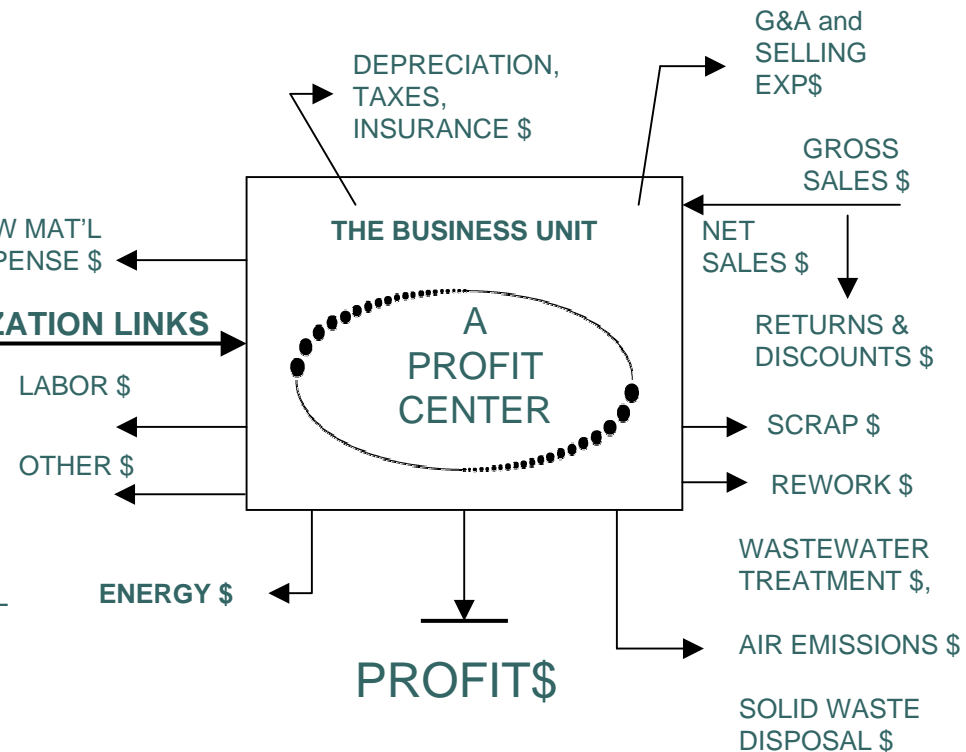 G&A and
SELLING
EXP$
DEPRECIATION,
TAXES,
INSURANCE $
GROSS
SALES $
W MAT'L
PENSE $
THE BUSINESS UNIT
NET
SALES $
ZATION LINKS
A
PROFIT
CENTER
RETURNS &
DISCOUNTS $
LABOR $
SCRAP $
OTHER $
REWORK $
ENERGY $
WASTEWATER
TREATMENT $,
AIR EMISSIONS $
PROFIT$
SOLID WASTE
DISPOSAL $